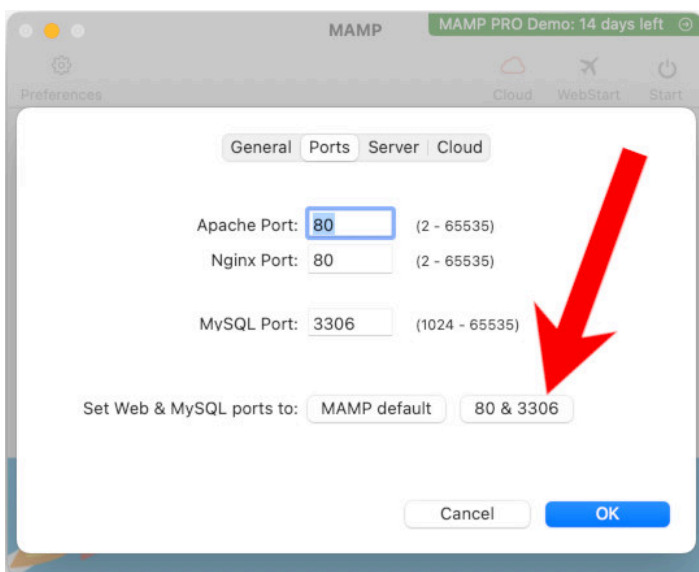 MAMP
MAMP PRO Demo: 14 days left
Preferences
Cloud
WebStart
Start
General
Ports
Server
Cloud
Apache Port: 80 (2 - 65535)
Nginx Port: 80 (2 - 65535)
MySQL Port: 3306 (1024 - 65535)
Set Web & MySQL ports to: MAMP default 80 & 3306
Cancel
OK